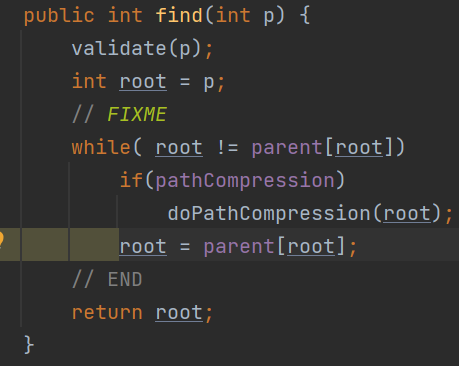 public int find(int p) {
validate(p);
int root = p;
// FIXME
while( root != parent[root])
if(pathCompression)
doPathCompression(root);
root = parent[root];
// END
return root;
}